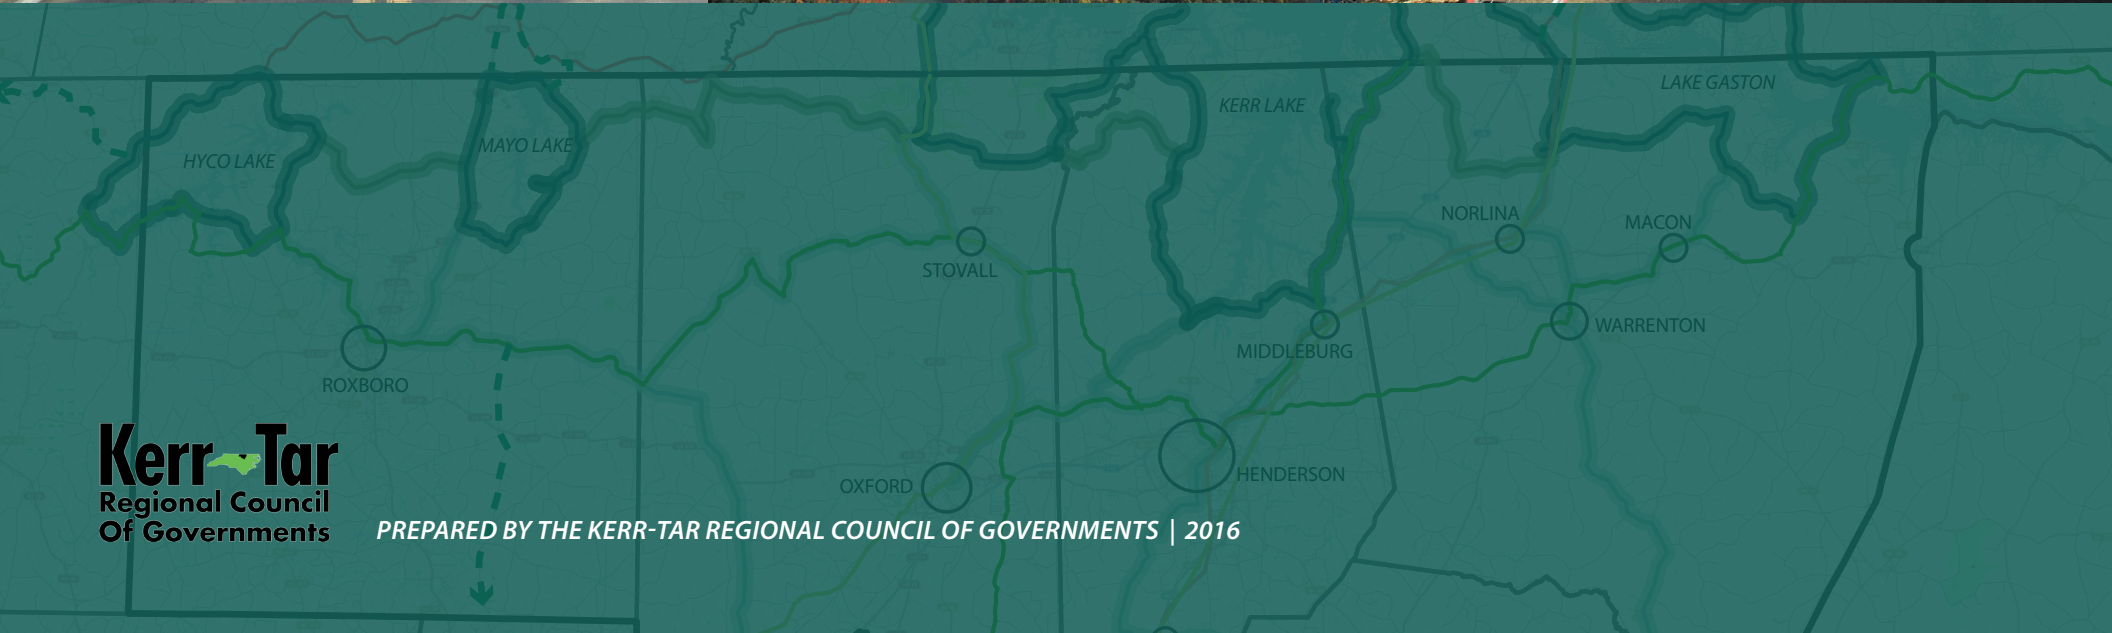 LAKE GASTON
KERR LAKE
MAYO LAKE
HYCO LAKE
NORLINA
MACON
STOVALL
WARRENTON
MIDDLEBURG
ROXBORO
HENDERSON
OXFORD
Kerr Tar
Regional Council
Of Governments
PREPARED BY THE KERR-TAR REGIONAL COUNCIL OF GOVERNMENTS | 2016